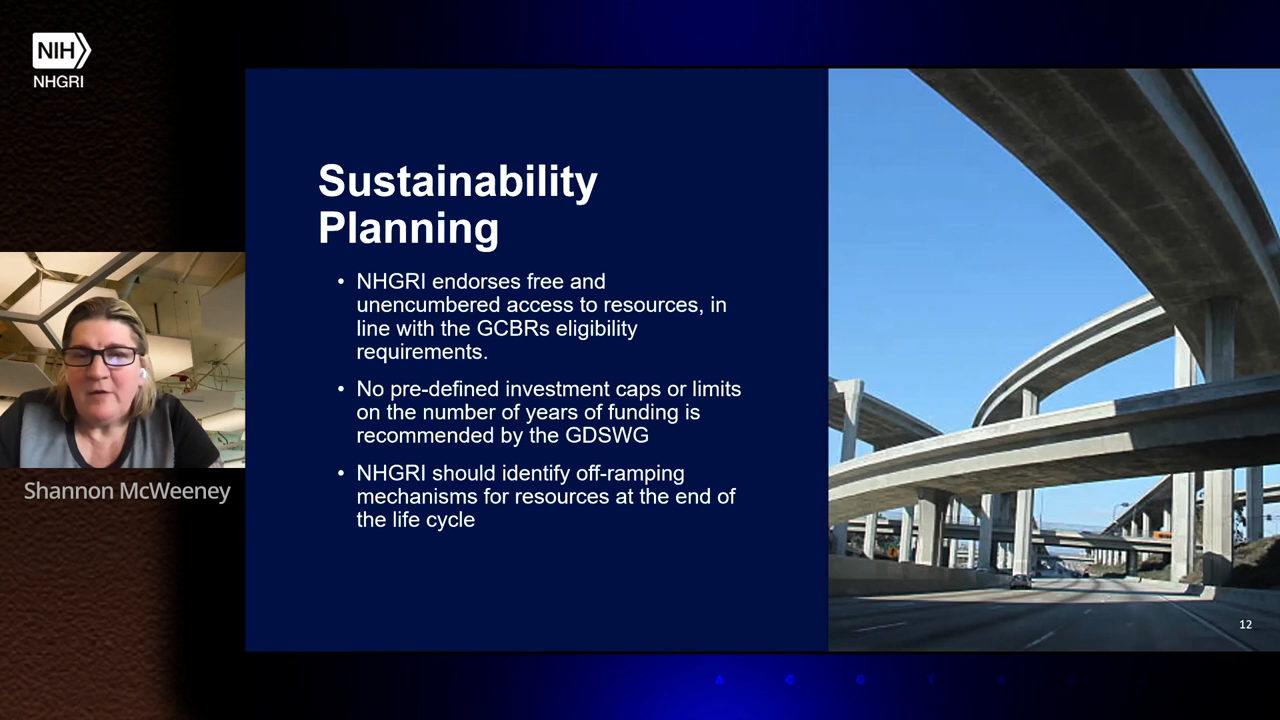 NIH
NHGRI
Sustainability
Planning
• NHGRI endorses free and
unencumbered access to resources, in
line with the GCBRs eligibility
requirements.
• No pre-defined investment caps or limits
on the number of years of funding is
recommended by the GDSWG
• NHGRI should identify off-ramping
mechanisms for resources at the end of
the life cycle
Shannon McWeeney
12
A C G T